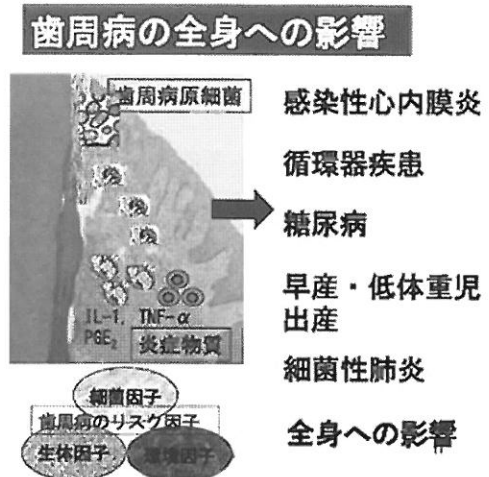 歯周病の全身への影響
歯周病原細菌
IL-1, TNF-α
PGE₂
炎症物質
細菌因子
歯周病のリスク因子
生体因子
環境因子
感染性心内膜炎
循環器疾患
糖尿病
早産・低体重児
出産
細菌性肺炎
全身への影響